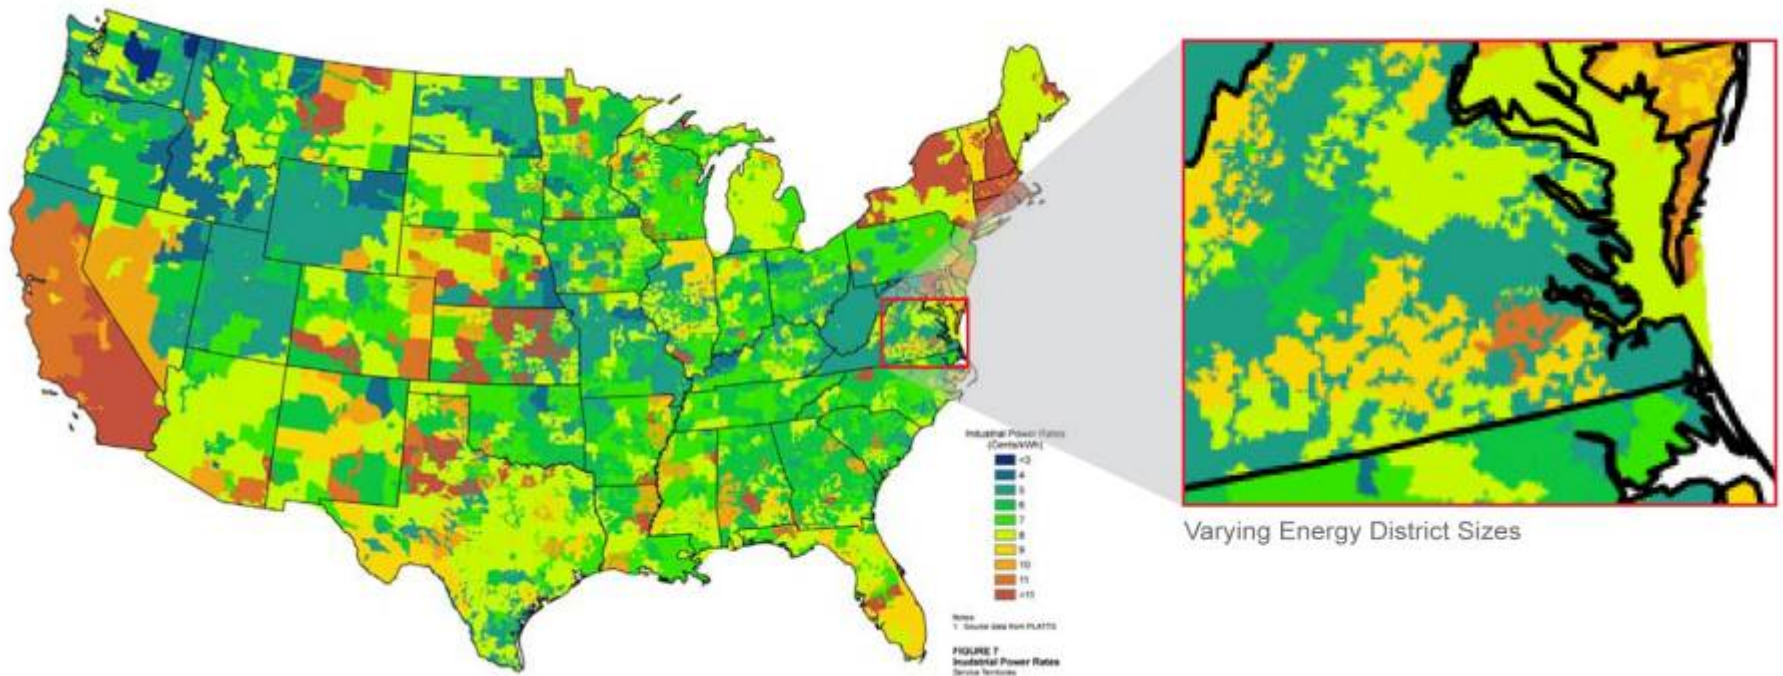 Industrial Power Rates
(Cents/kWh)
<3
4
5
6
7
8
9
10
11
>11
Notes
1 Source data from PLATTS
FIGURE 7
Inudstrial Power Rates
Service Territories
Varying Energy District Sizes